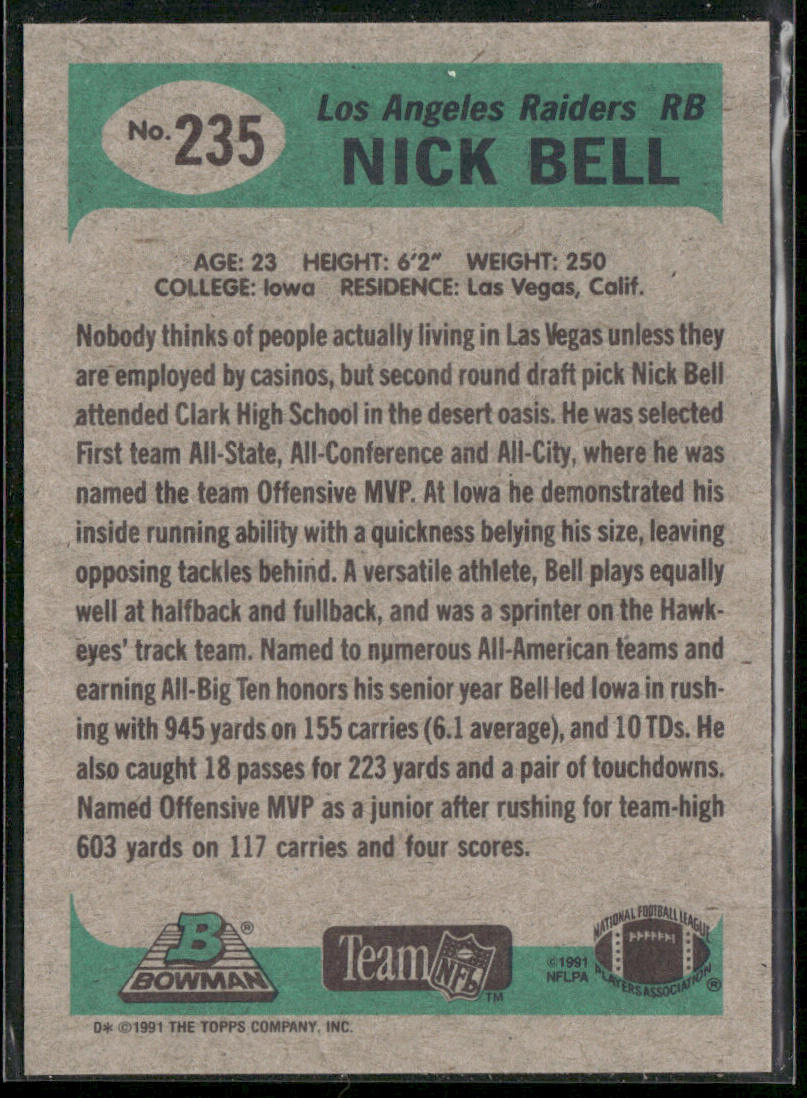 No. 235
Los Angeles Raiders RB
NICK BELL
AGE: 23 HEIGHT: 6'2" WEIGHT: 250
COLLEGE: Iowa RESIDENCE: Las Vegas, Calif.
Nobody thinks of people actually living in Las Vegas unless they
are employed by casinos, but second round draft pick Nick Bell
attended Clark High School in the desert oasis. He was selected
First team All-State, All-Conference and All-City, where he was
named the team Offensive MVP. At Iowa he demonstrated his
inside running ability with a quickness belying his size, leaving
opposing tackles behind. A versatile athlete, Bell plays equally
well at halfback and fullback, and was a sprinter on the Hawk-
eyes' track team. Named to numerous All-American teams and
earning All-Big Ten honors his senior year Bell led Iowa in rush-
ing with 945 yards on 155 carries (6.1 average), and 10 TDs. He
also caught 18 passes for 223 yards and a pair of touchdowns.
Named Offensive MVP as a junior after rushing for team-high
603 yards on 117 carries and four scores.
B ®
BOWMAN
Team NFL ™
©1991
NFLPA
NATIONAL FOOTBALL LEAGUE
PLAYERS ASSOCIATION ®
D* ©1991 THE TOPPS COMPANY, INC.